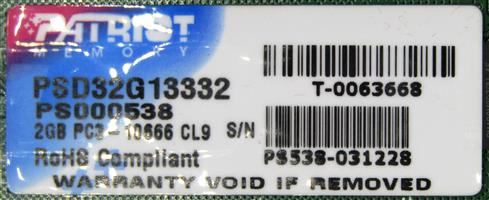 PATRIOT
MEMORY
PSD32G13332
PS000538
2GB PC3-10666 CL9 S/N
RoHS Compliant
T-0063668
PS538-031228
WARRANTY VOID IF REMOVED